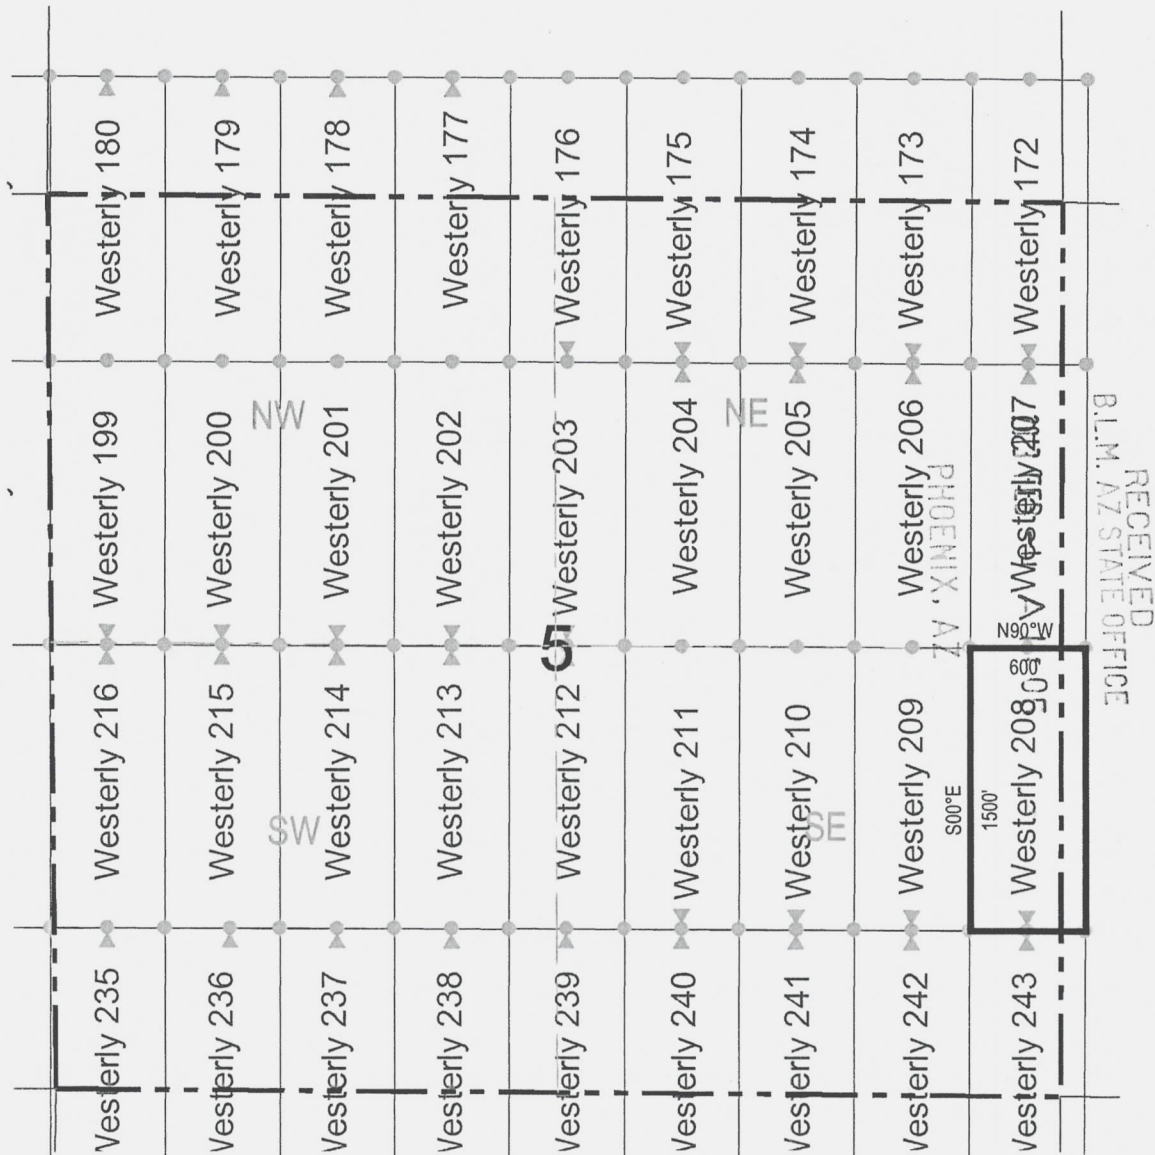 Westerly 180
Westerly 179
Westerly 178
Westerly 177
Westerly 176
Westerly 175
Westerly 174
Westerly 173
Westerly 172
NW
NE
Westerly 199
Westerly 200
Westerly 201
Westerly 202
Westerly 203
Westerly 204
Westerly 205
Westerly 206
Westerly 207
RECEIVED
B.L.M. AZ STATE OFFICE
PHOENIX, AZ
5
N90°W
600'
Westerly 216
Westerly 215
Westerly 214
Westerly 213
Westerly 212
Westerly 211
Westerly 210
Westerly 209
Westerly 208
S00°E
1500'
SW
SE
Westerly 235
Westerly 236
Westerly 237
Westerly 238
Westerly 239
Westerly 240
Westerly 241
Westerly 242
Westerly 243